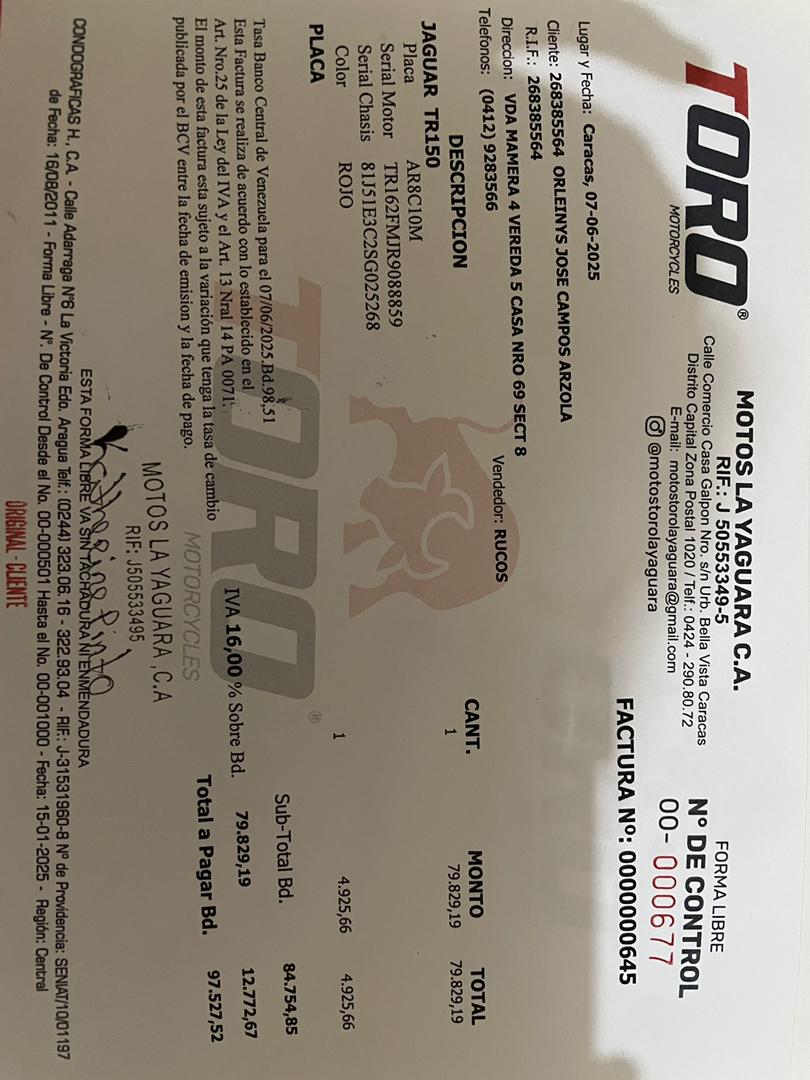 TORO®
MOTORCYCLES
MOTOS LA YAGUARA C.A.
RIF.: J 50553349-5
Calle Comercio Casa Galpon Nro. s/n Urb. Bella Vista Caracas
Distrito Capital Zona Postal 1020 / Telf.: 0424 - 290.80.72
E-mail: motostorolayaguara@gmail.com
@motostorolayaguara
FORMA LIBRE
N° DE CONTROL
00- 000677
FACTURA N°: 0000000645
Lugar y Fecha: Caracas, 07-06-2025
Cliente: 268385564 ORLEINYS JOSE CAMPOS ARZOLA
R.I.F.: 268385564
Direccion: VDA MAMERA 4 VEREDA 5 CASA NRO 69 SECT 8
Telefonos: (0412) 9283566
Vendedor: RUCOS
DESCRIPCION CANT. MONTO TOTAL
JAGUAR TR150 1 79.829,19 79.829,19
Placa AR8C10M
Serial Motor TR162FMJR9088859
Serial Chasis 81J51E3C2SG025268
Color ROJO
PLACA 1 4.925,66 4.925,66
TORO®
MOTORCYCLES
Sub-Total Bd. 84.754,85
Tasa Banco Central de Venezuela para el 07/06/2025.Bd.98,51
Esta Factura se realiza de acuerdo con lo establecido en el
Art. Nro.25 de la Ley del IVA y el Art. 13 Nral 14 PA 0071.
El monto de esta factura esta sujeto a la variación que tenga la tasa de cambio
publicada por el BCV entre la fecha de emision y la fecha de pago.
IVA 16,00 % Sobre Bd. 79.829,19 12.772,67
Total a Pagar Bd. 97.527,52
MOTOS LA YAGUARA ,C.A
RIF: J505533495
Katherine Pinto
ESTA FORMA LIBRE VA SIN TACHADURA NI ENMENDADURA
CONDOGRAFICAS H., C.A. - Calle Adarraga N°6 La Victoria Edo. Aragua Telf.: (0244) 323.06.16 - 322.93.04 - RIF.: J-31531960-8 N° de Providencia: SENIAT/10/01197
de Fecha: 16/08/2011 - Forma Libre - N°. De Control Desde el No. 00-000501 Hasta el No. 00-001000 - Fecha: 15-01-2025 - Región: Central
ORIGINAL - CLIENTE